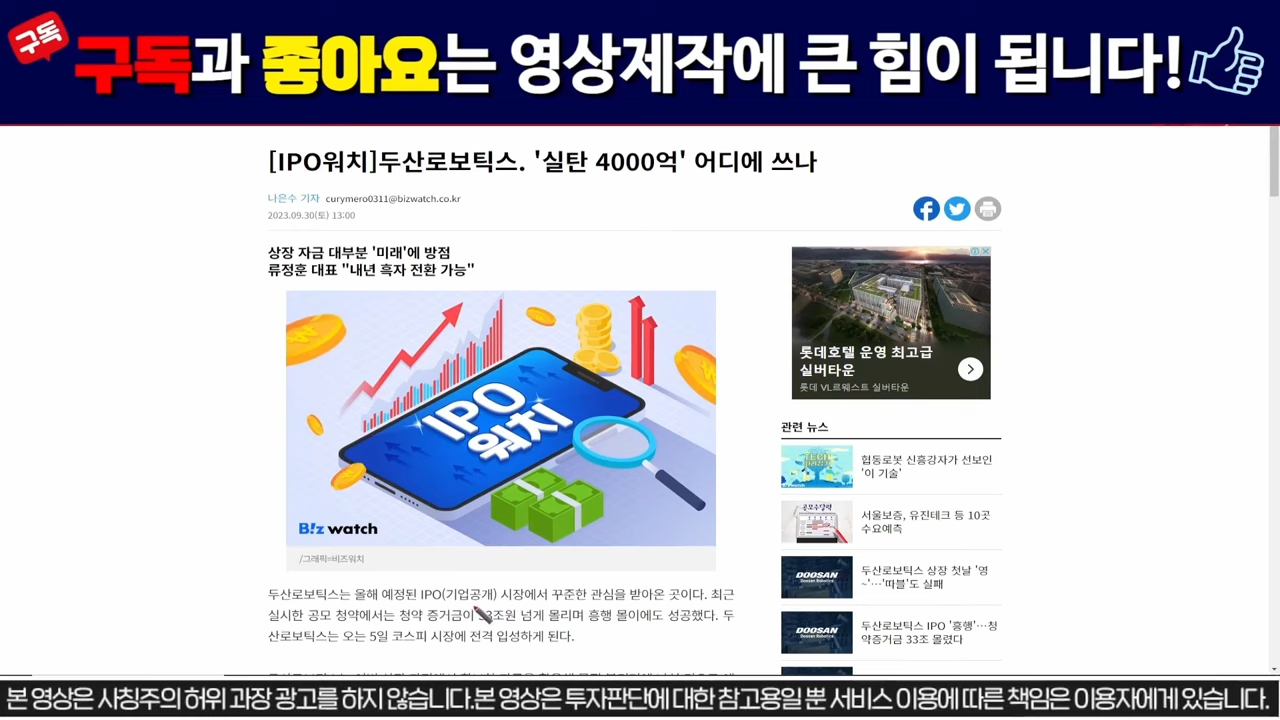 구독
구독과 좋아요는 영상제작에 큰 힘이 됩니다!
[IPO워치]두산로보틱스. '실탄 4000억' 어디에 쓰나
나은수 기자 curymero0311@bizwatch.co.kr
2023.09.30(토) 13:00
상장 자금 대부분 '미래'에 방점
류정훈 대표 "내년 흑자 전환 가능"
IPO
워치
B!z watch
/그래픽=비즈워치
두산로보틱스는 올해 예정된 IPO(기업공개) 시장에서 꾸준한 관심을 받아온 곳이다. 최근
실시한 공모 청약에서는 청약 증거금이 3조원 넘게 몰리며 흥행 몰이에도 성공했다. 두
산로보틱스는 오는 5일 코스피 시장에 전격 입성하게 된다.
롯데호텔 운영 최고급
실버타운
롯데 VL르웨스트 실버타운
관련 뉴스
협동로봇 신흥강자가 선보인
'이 기술'
서울보증, 유진테크 등 10곳
수요예측
DOOSAN
Doosan Robotics
두산로보틱스 상장 첫날 '영
~'…'따블'도 실패
DOOSAN
Doosan Robotics
두산로보틱스 IPO '흥행'…청
약증거금 33조 몰렸다
본 영상은 사칭주의 허위 과장 광고를 하지 않습니다.본 영상은 투자판단에 대한 참고용일 뿐 서비스 이용에 따른 책임은 이용자에게 있습니다.